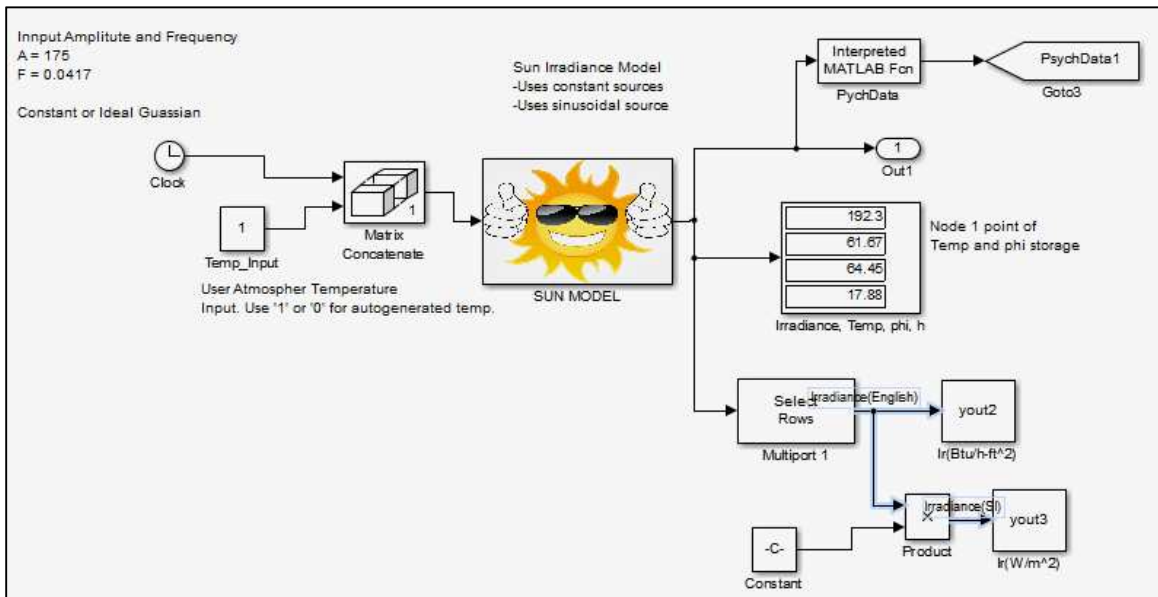 Innput Amplitute and Frequency
A = 175
F = 0.0417
Constant or Ideal Guassian
Sun Irradiance Model
-Uses constant sources
-Uses sinusoidal source
Interpreted
MATLAB Fcn
PychData
PsychData1
Goto3
1
Out1
Clock
1
Temp_Input
1
Matrix
Concatenate
SUN MODEL
User Atmospher Temperature
Input. Use '1' or '0' for autogenerated temp.
192.3
61.67
64.45
17.88
Irradiance, Temp, phi, h
Node 1 point of
Temp and phi storage
Select
Rows
Multiport 1
Irradiance(English)
yout2
Ir(Btu/h-ft^2)
-C-
Constant
×
Product
Irradiance(SI)
yout3
Ir(W/m^2)